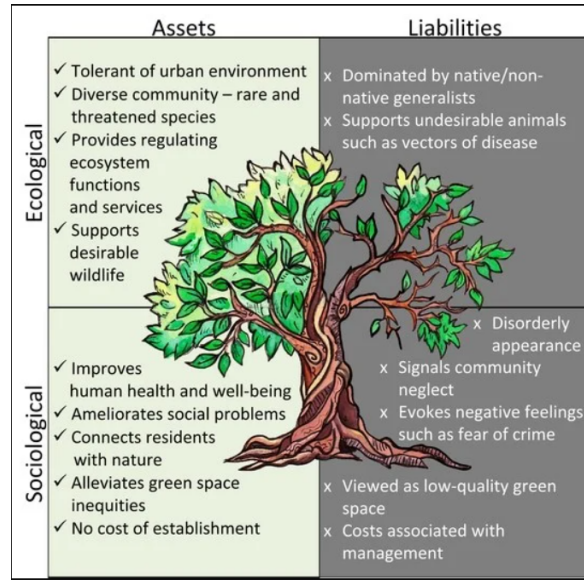 Assets
Liabilities
Ecological
✓ Tolerant of urban environment
✓ Diverse community – rare and
threatened species
✓ Provides regulating
ecosystem
functions
and services
✓ Supports
desirable
wildlife
x Dominated by native/non-
native generalists
x Supports undesirable animals
such as vectors of disease
Sociological
✓ Improves
human health and well-being
✓ Ameliorates social problems
✓ Connects residents
with nature
✓ Alleviates green space
inequities
✓ No cost of establishment
x Disorderly
appearance
x Signals community
neglect
x Evokes negative feelings
such as fear of crime
x Viewed as low-quality green
space
x Costs associated with
management